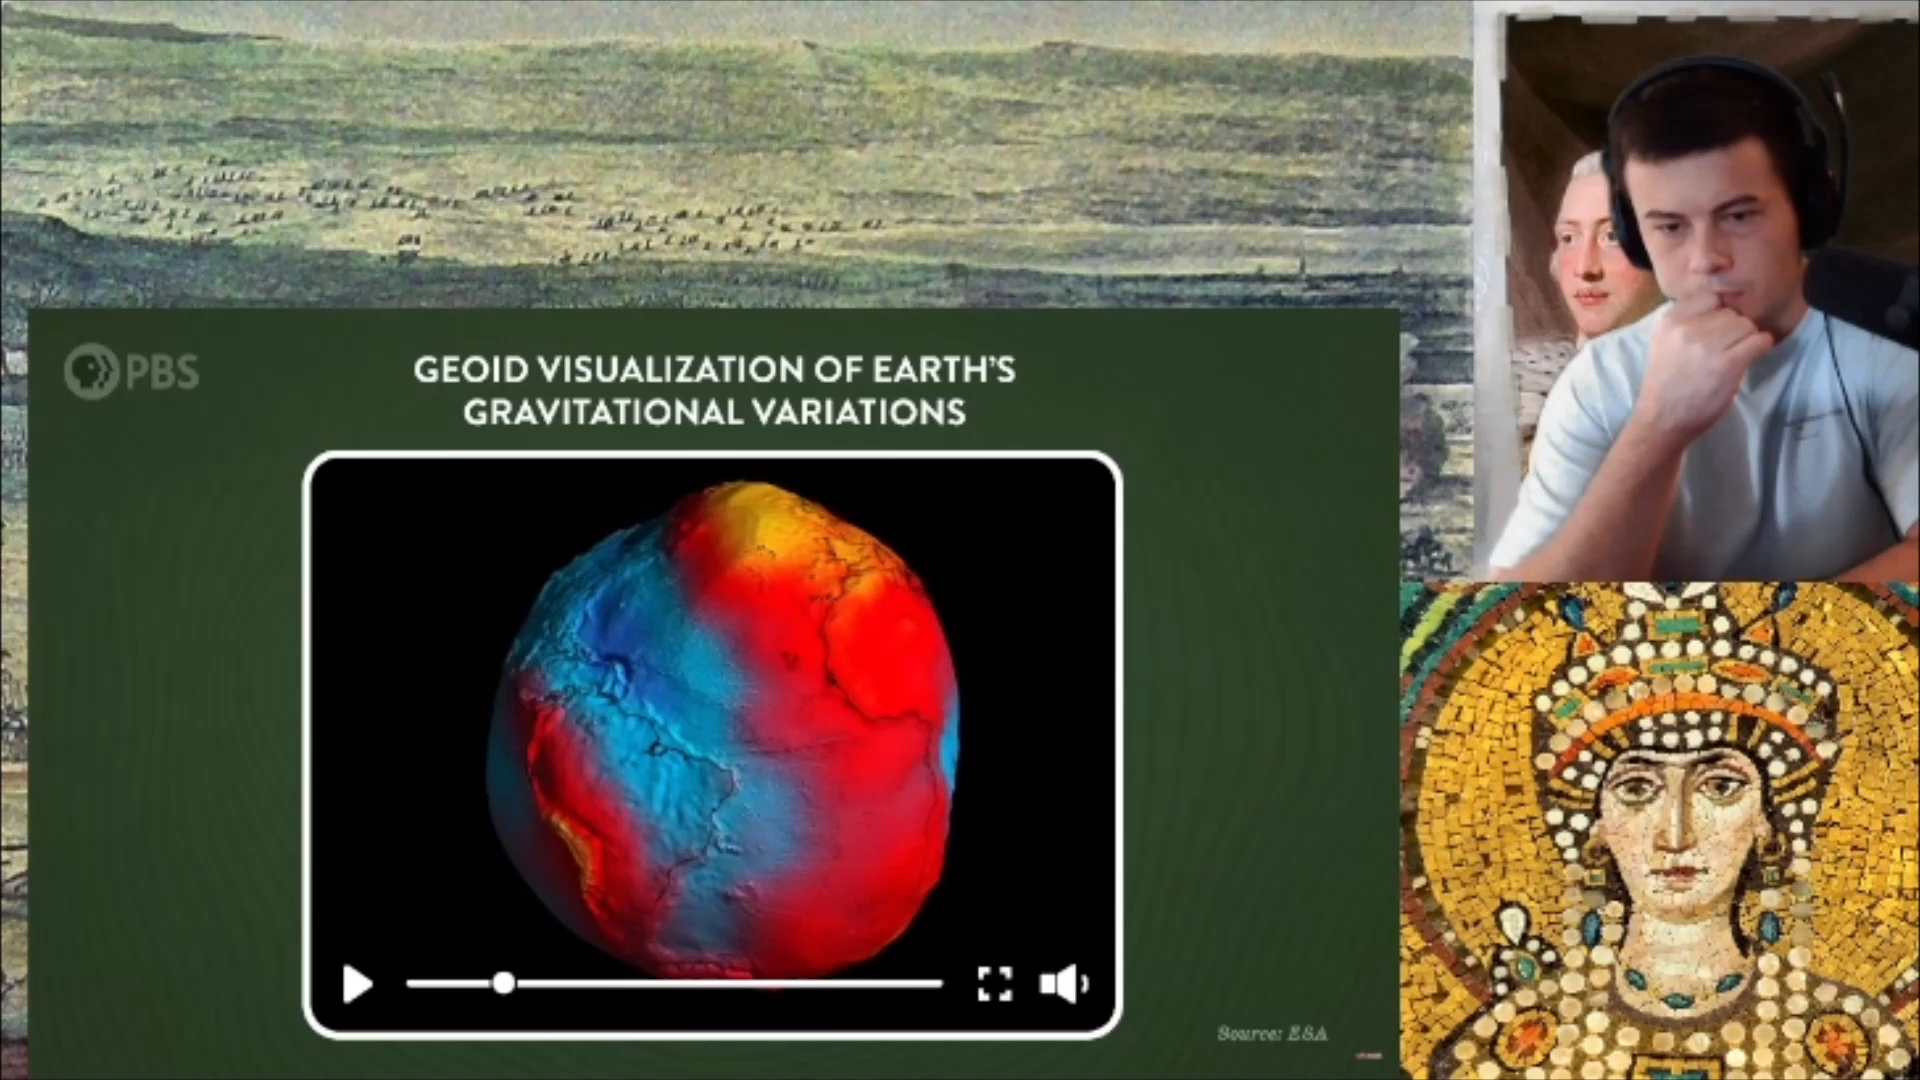 PBS
GEOID VISUALIZATION OF EARTH'S
GRAVITATIONAL VARIATIONS
Source: ESA